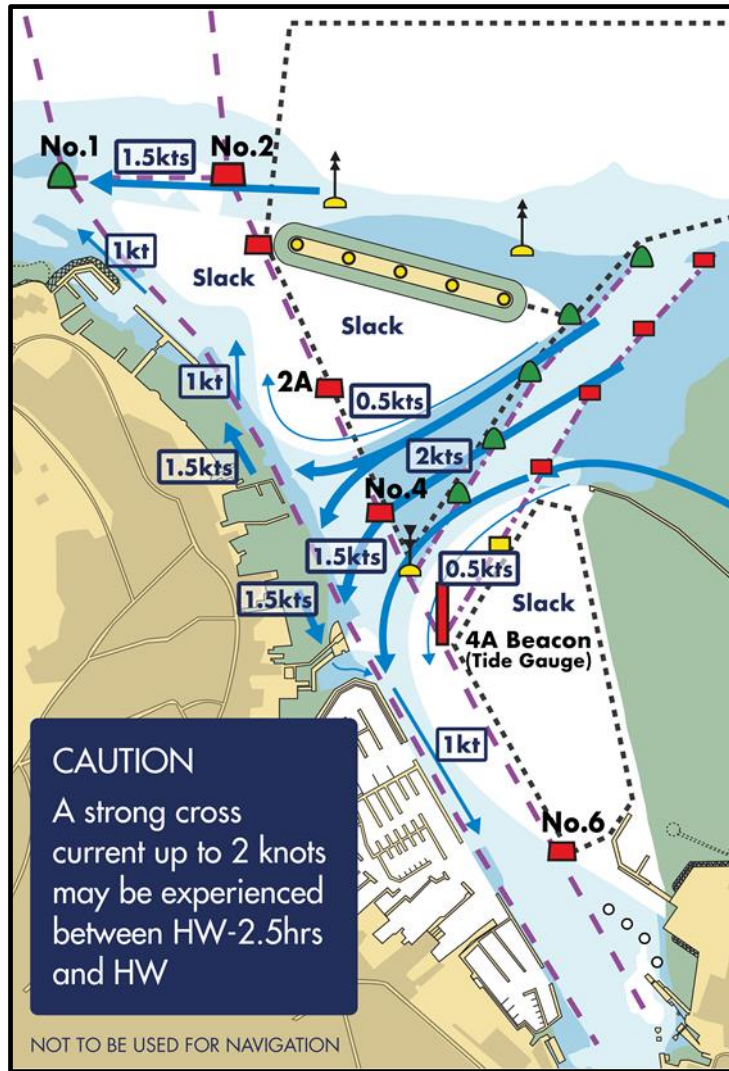 No.1
1.5kts
No.2
1kt
Slack
Slack
1kt
2A
0.5kts
1.5kts
2kts
No.4
1.5kts
0.5kts
1.5kts
Slack
4A Beacon
(Tide Gauge)
1kt
No.6
CAUTION
A strong cross
current up to 2 knots
may be experienced
between HW-2.5hrs
and HW
NOT TO BE USED FOR NAVIGATION